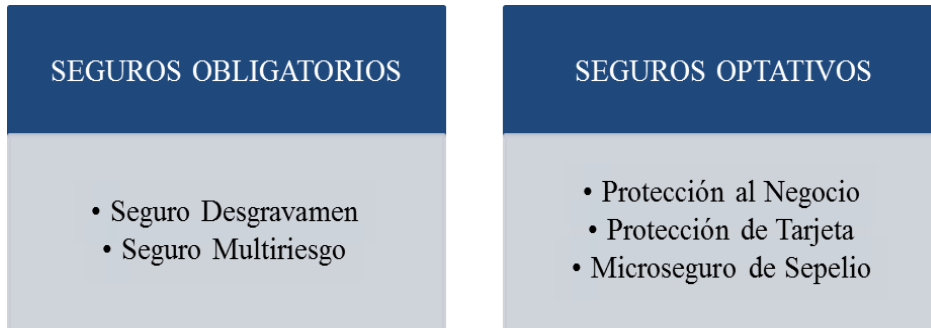 SEGUROS OBLIGATORIOS
• Seguro Desgravamen
• Seguro Multiriesgo
SEGUROS OPTATIVOS
• Protección al Negocio
• Protección de Tarjeta
• Microseguro de Sepelio